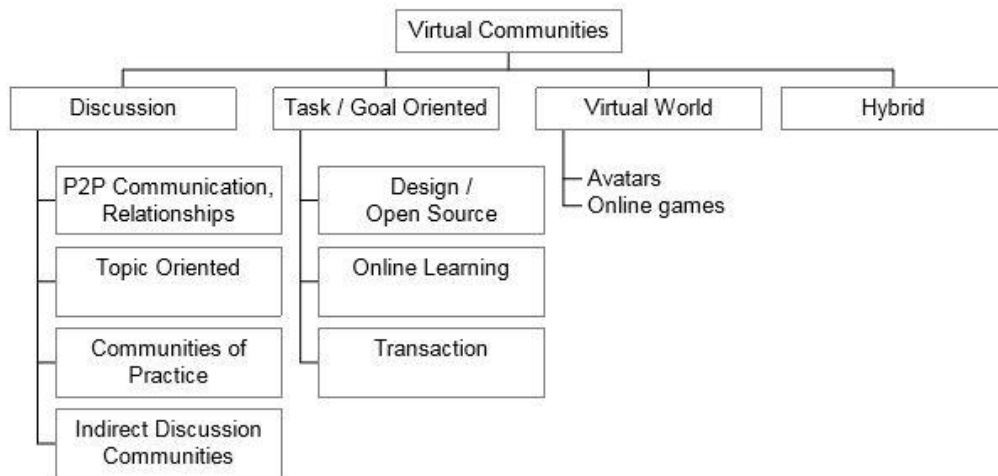 Virtual Communities
Discussion
Task / Goal Oriented
Virtual World
Hybrid
P2P Communication,
Relationships
Topic Oriented
Communities of
Practice
Indirect Discussion
Communities
Design /
Open Source
Online Learning
Transaction
Avatars
Online games